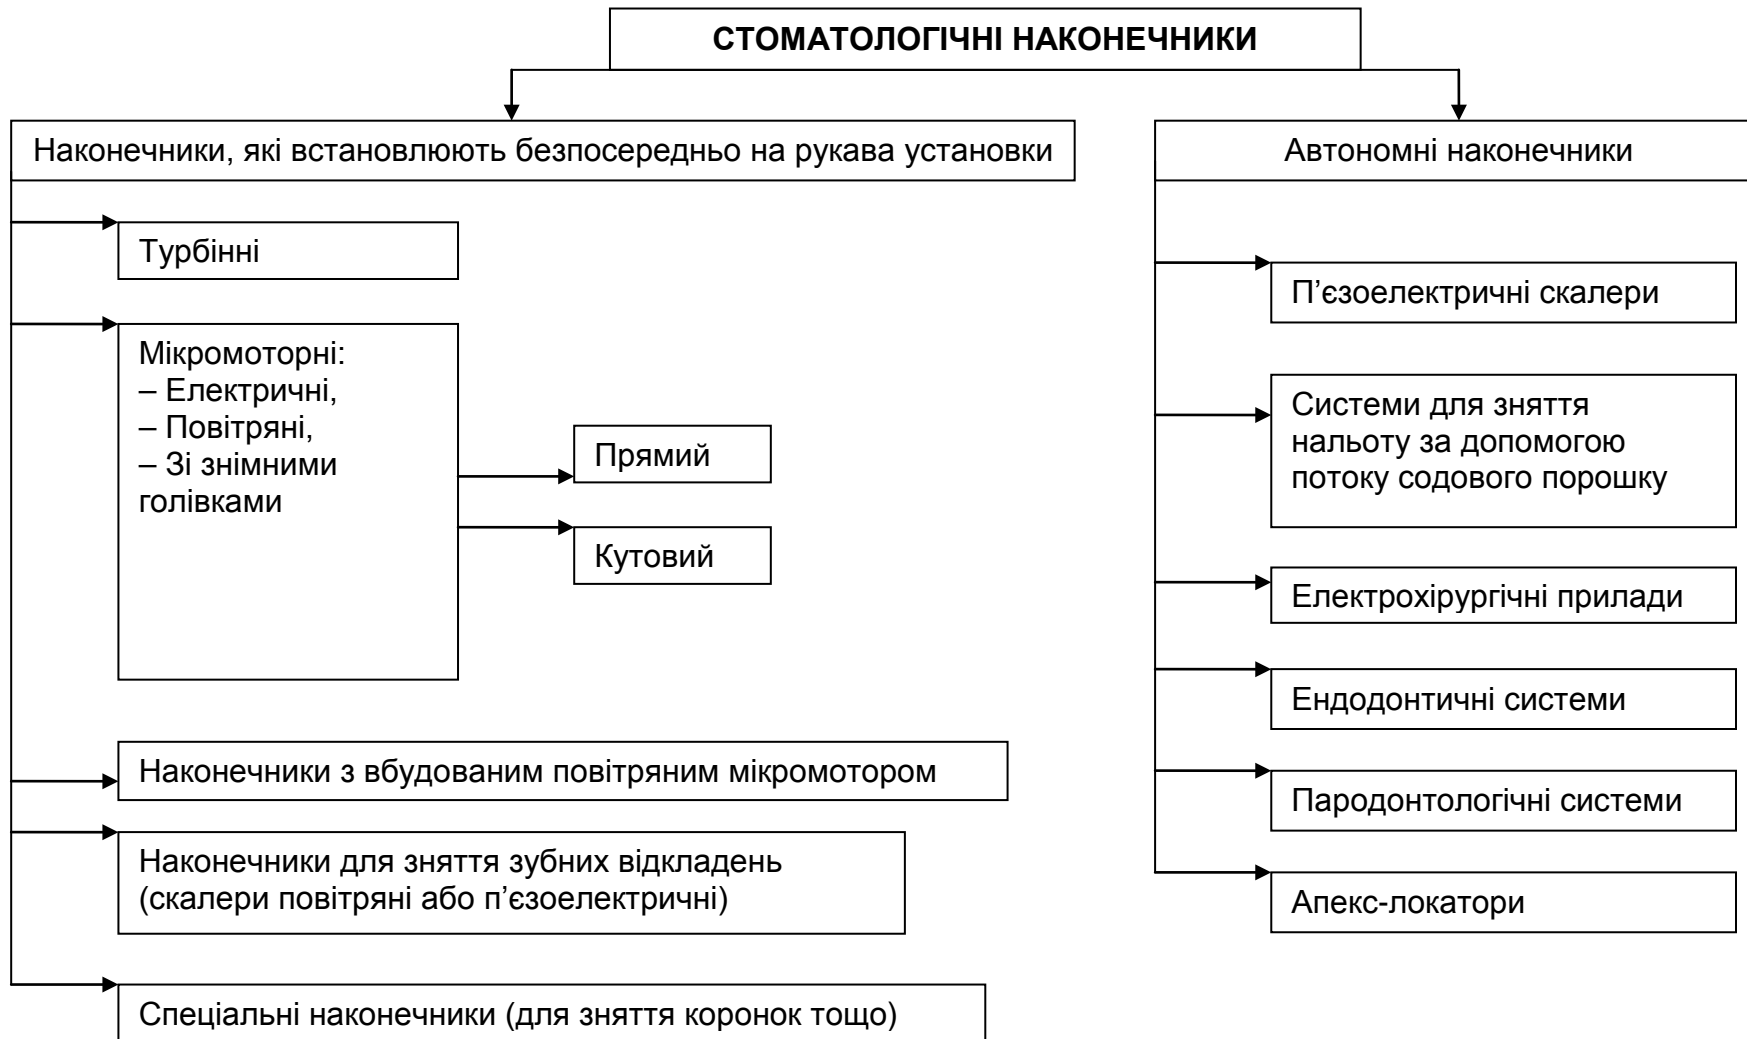 СТОМАТОЛОГІЧНІ НАКОНЕЧНИКИ
Наконечники, які встановлюють безпосередньо на рукава установки
Турбінні
Мікромоторні:
– Електричні,
– Повітряні,
– Зі знімними
голівками
Прямий
Кутовий
Наконечники з вбудованим повітряним мікромотором
Наконечники для зняття зубних відкладень
(скалери повітряні або п’єзоелектричні)
Спеціальні наконечники (для зняття коронок тощо)
Автономні наконечники
П’єзоелектричні скалери
Системи для зняття
нальоту за допомогою
потоку содового порошку
Електрохірургічні прилади
Ендодонтичні системи
Пародонтологічні системи
Апекс-локатори